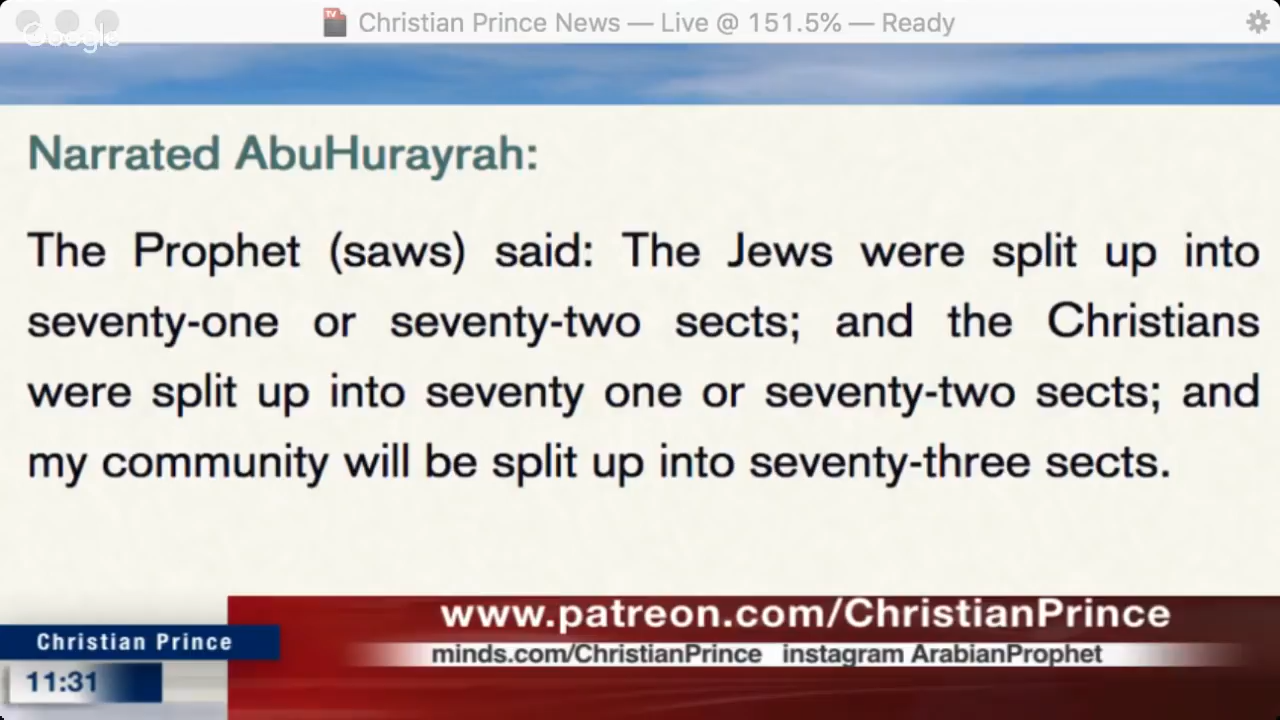 Christian Prince News — Live @ 151.5% — Ready
Google
Narrated AbuHurayrah:
The Prophet (saws) said: The Jews were split up into
seventy-one or seventy-two sects; and the Christians
were split up into seventy one or seventy-two sects; and
my community will be split up into seventy-three sects.
www.patreon.com/ChristianPrince
Christian Prince
minds.com/ChristianPrince instagram ArabianProphet
11:31